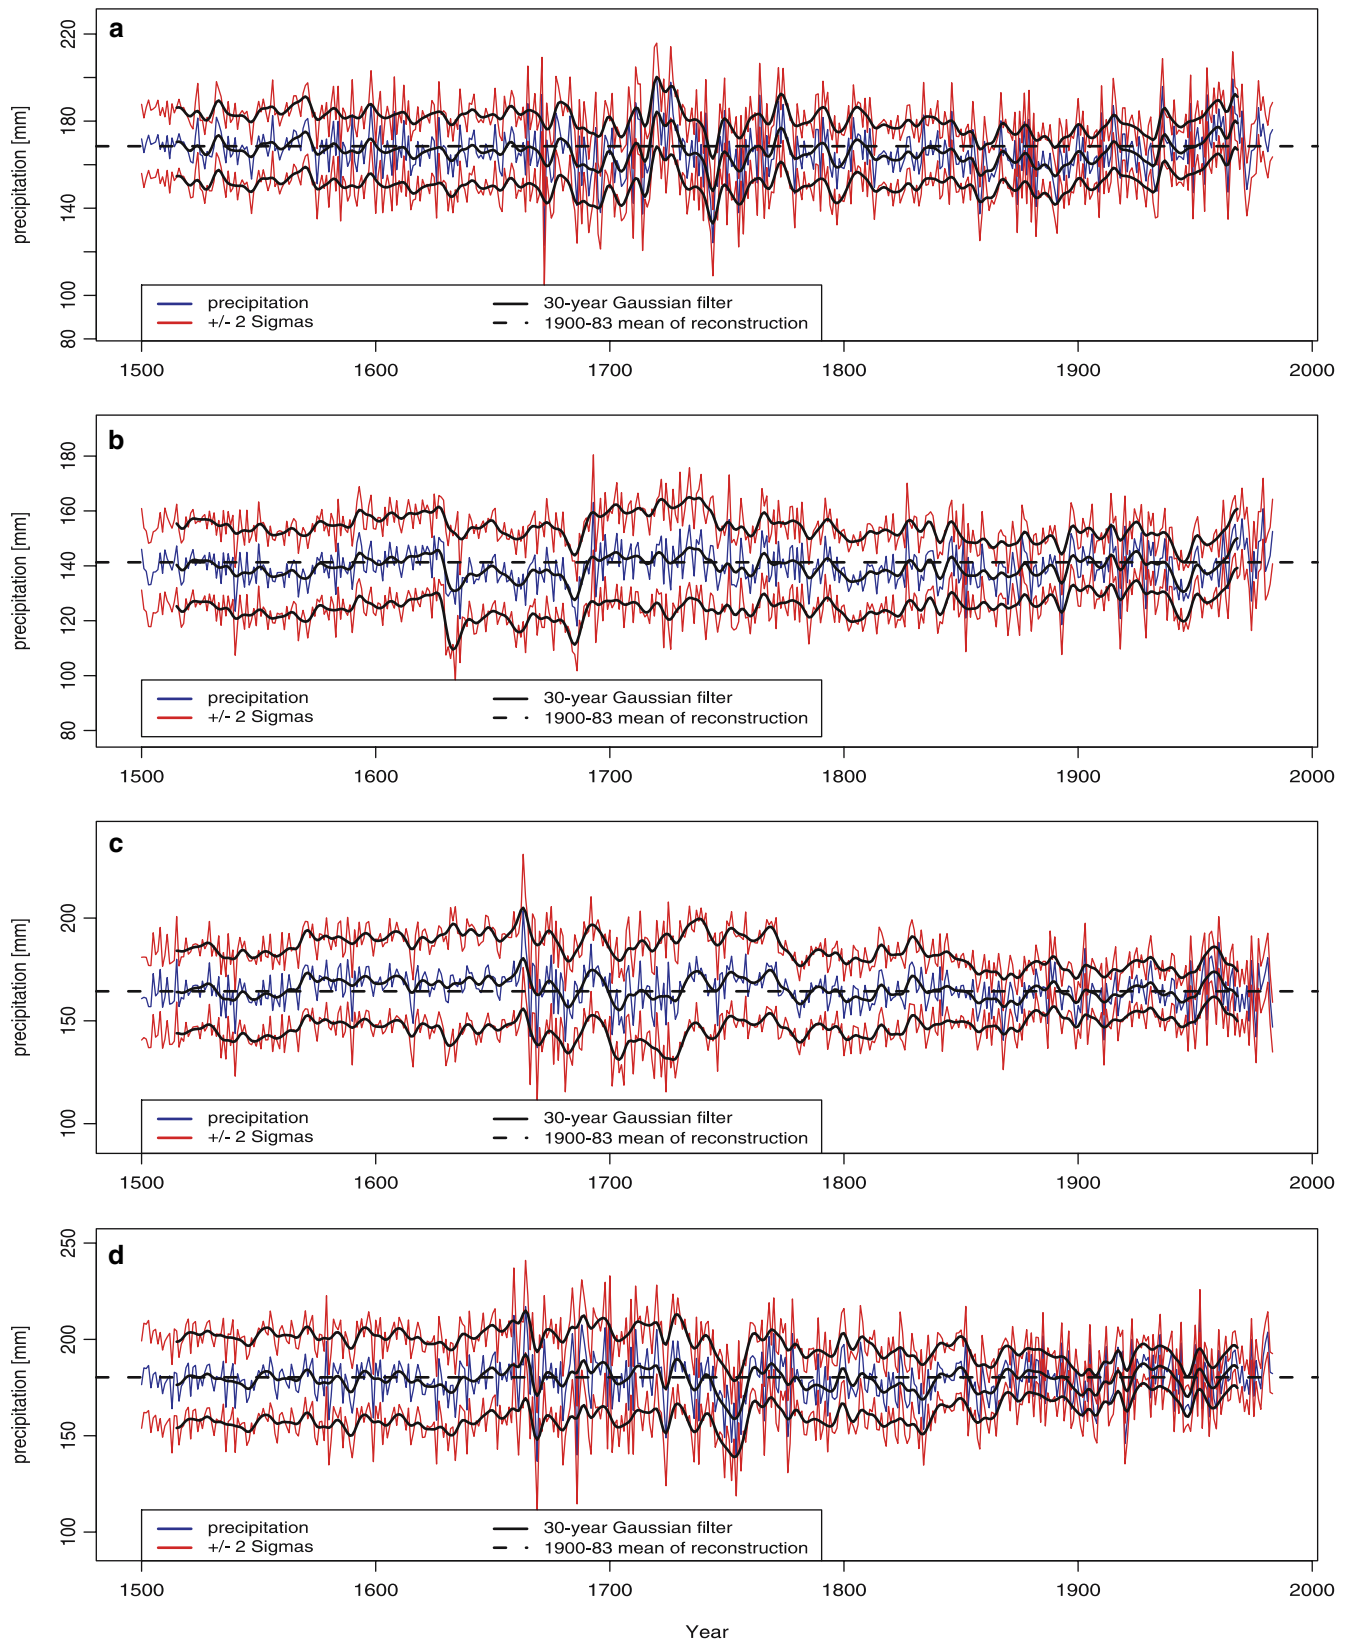 a
precipitation [mm]
220
180
140
100
80
precipitation
+/- 2 Sigmas
30-year Gaussian filter
1900-83 mean of reconstruction
1500 1600 1700 1800 1900 2000
b
precipitation [mm]
180
160
140
120
100
80
precipitation
+/- 2 Sigmas
30-year Gaussian filter
1900-83 mean of reconstruction
1500 1600 1700 1800 1900 2000
c
precipitation [mm]
200
150
100
precipitation
+/- 2 Sigmas
30-year Gaussian filter
1900-83 mean of reconstruction
1500 1600 1700 1800 1900 2000
d
precipitation [mm]
250
200
150
100
precipitation
+/- 2 Sigmas
30-year Gaussian filter
1900-83 mean of reconstruction
1500 1600 1700 1800 1900 2000
Year